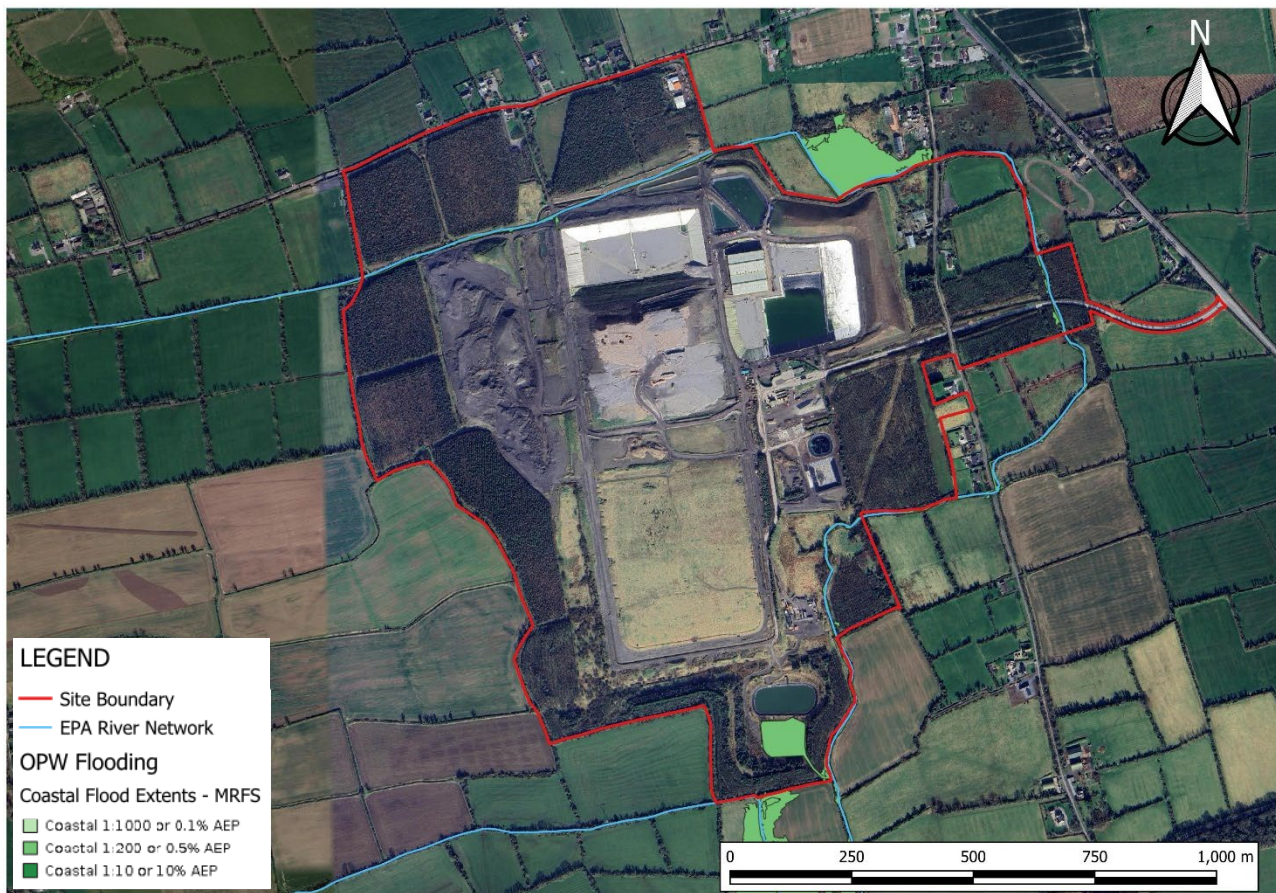 N
LEGEND
Site Boundary
EPA River Network
OPW Flooding
Coastal Flood Extents - MRFS
Coastal 1:1000 or 0.1% AEP
Coastal 1:200 or 0.5% AEP
Coastal 1:10 or 10% AEP
0 250 500 750 1,000 m